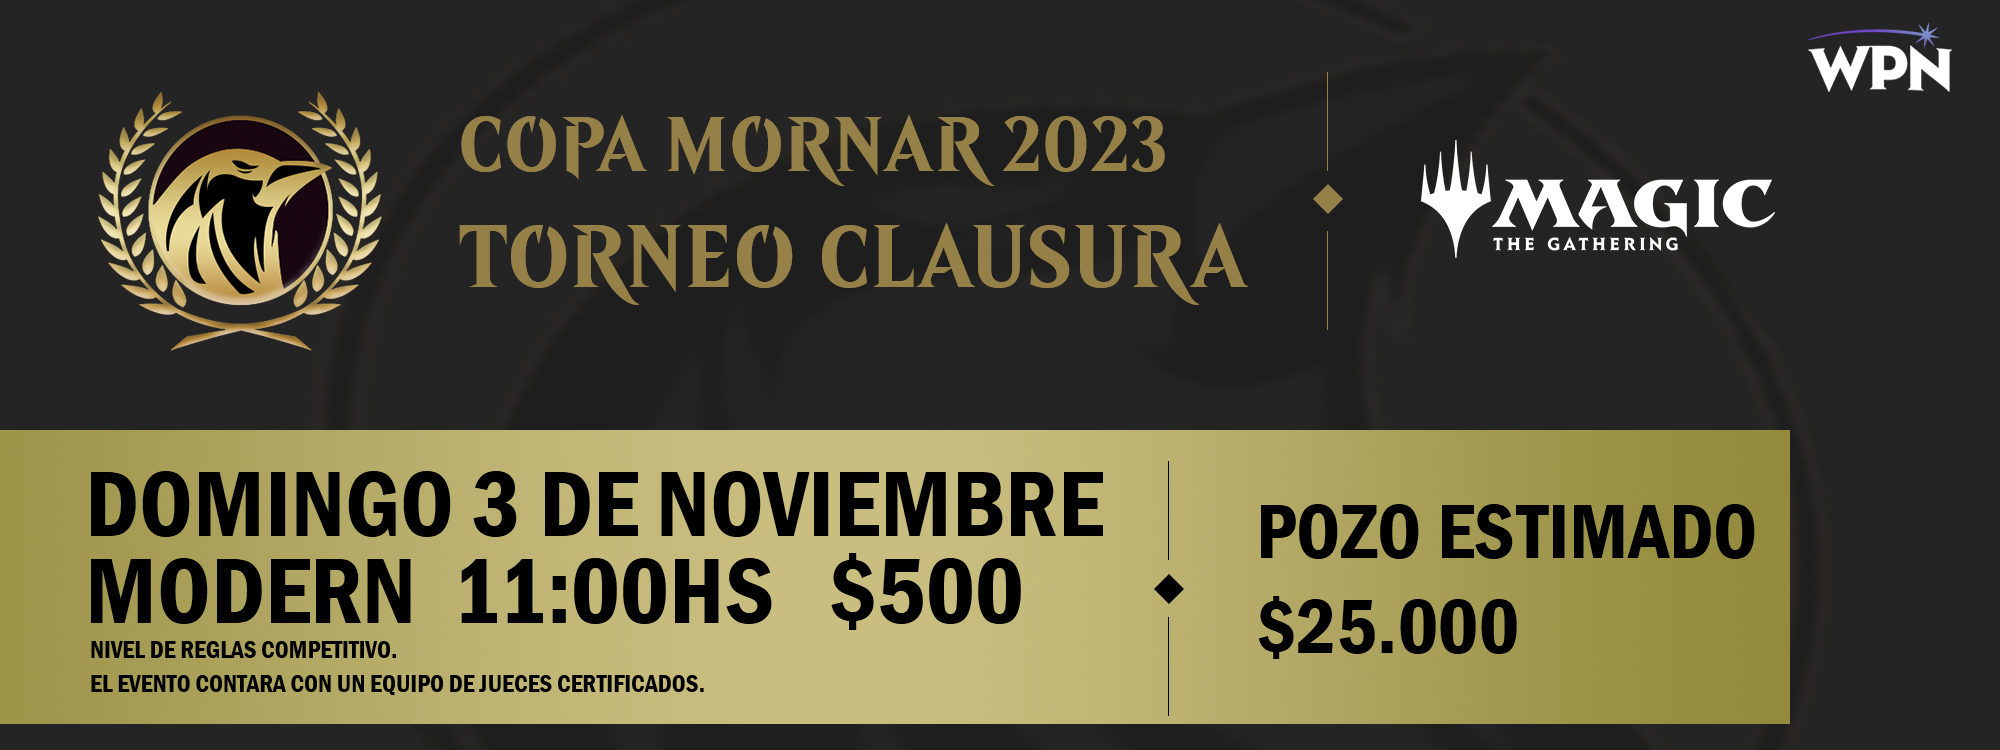 WPN
COPA MORNAR 2023
TORNEO CLAUSURA
MAGIC
THE GATHERING
DOMINGO 3 DE NOVIEMBRE
MODERN 11:00HS $500
NIVEL DE REGLAS COMPETITIVO.
EL EVENTO CONTARA CON UN EQUIPO DE JUECES CERTIFICADOS.
POZO ESTIMADO
$25.000